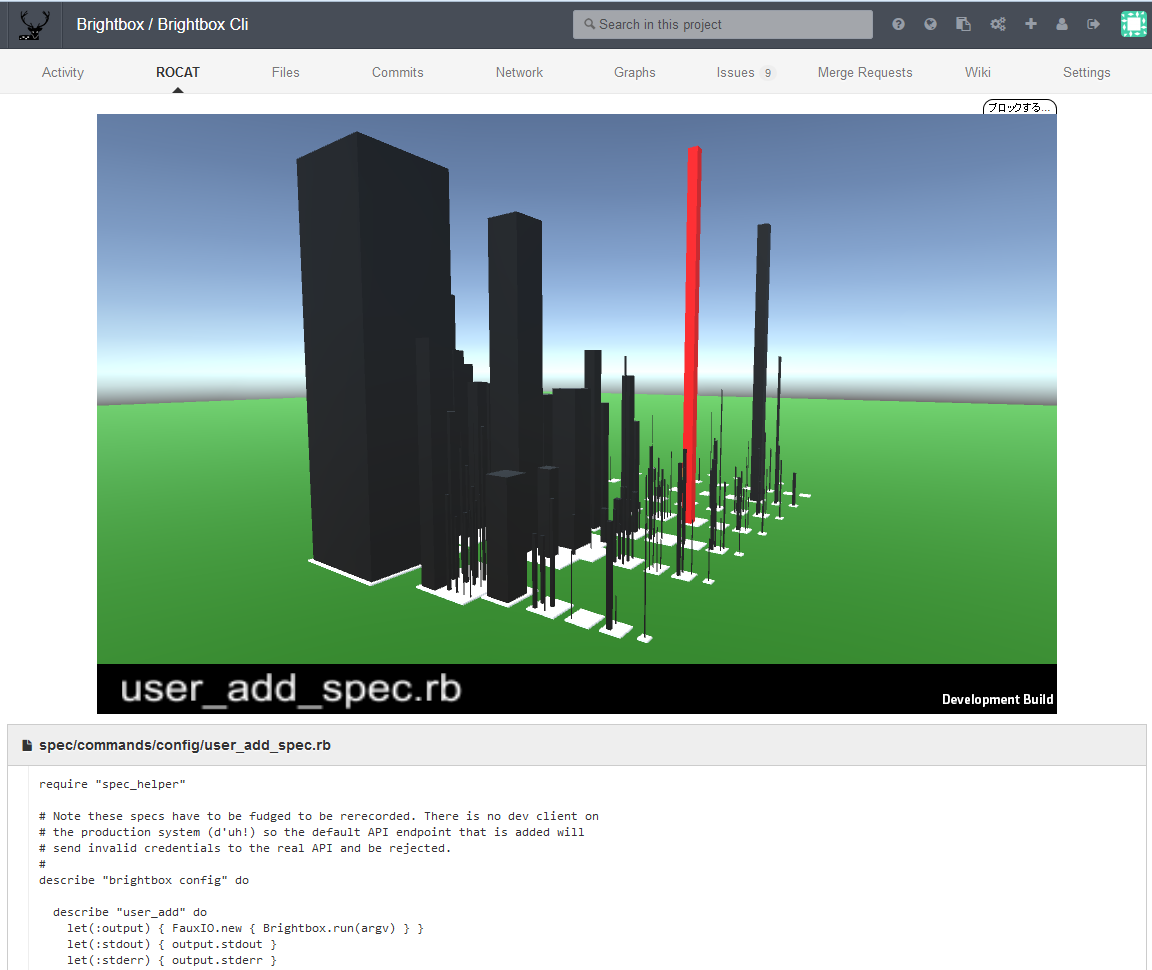 Brightbox / Brightbox Cli
Search in this project
Activity ROCAT Files Commits Network Graphs Issues 9 Merge Requests Wiki Settings
ブロックする...
user_add_spec.rb
Development Build
spec/commands/config/user_add_spec.rb
require "spec_helper"
# Note these specs have to be fudged to be rerecorded. There is no dev client on
# the production system (d'uh!) so the default API endpoint that is added will
# send invalid credentials to the real API and be rejected.
#
describe "brightbox config" do
describe "user_add" do
let(:output) { FauxIO.new { Brightbox.run(argv) } }
let(:stdout) { output.stdout }
let(:stderr) { output.stderr }